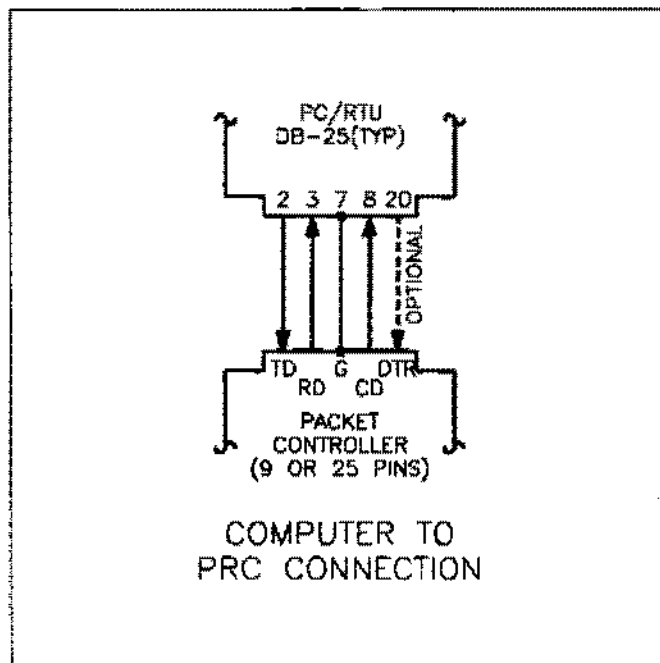 PC/RTU
DB-25(TYP)
2 3 7 8 20
OPTIONAL
TD G DTR
RD CD
PACKET
CONTROLLER
(9 OR 25 PINS)
COMPUTER TO
PRC CONNECTION